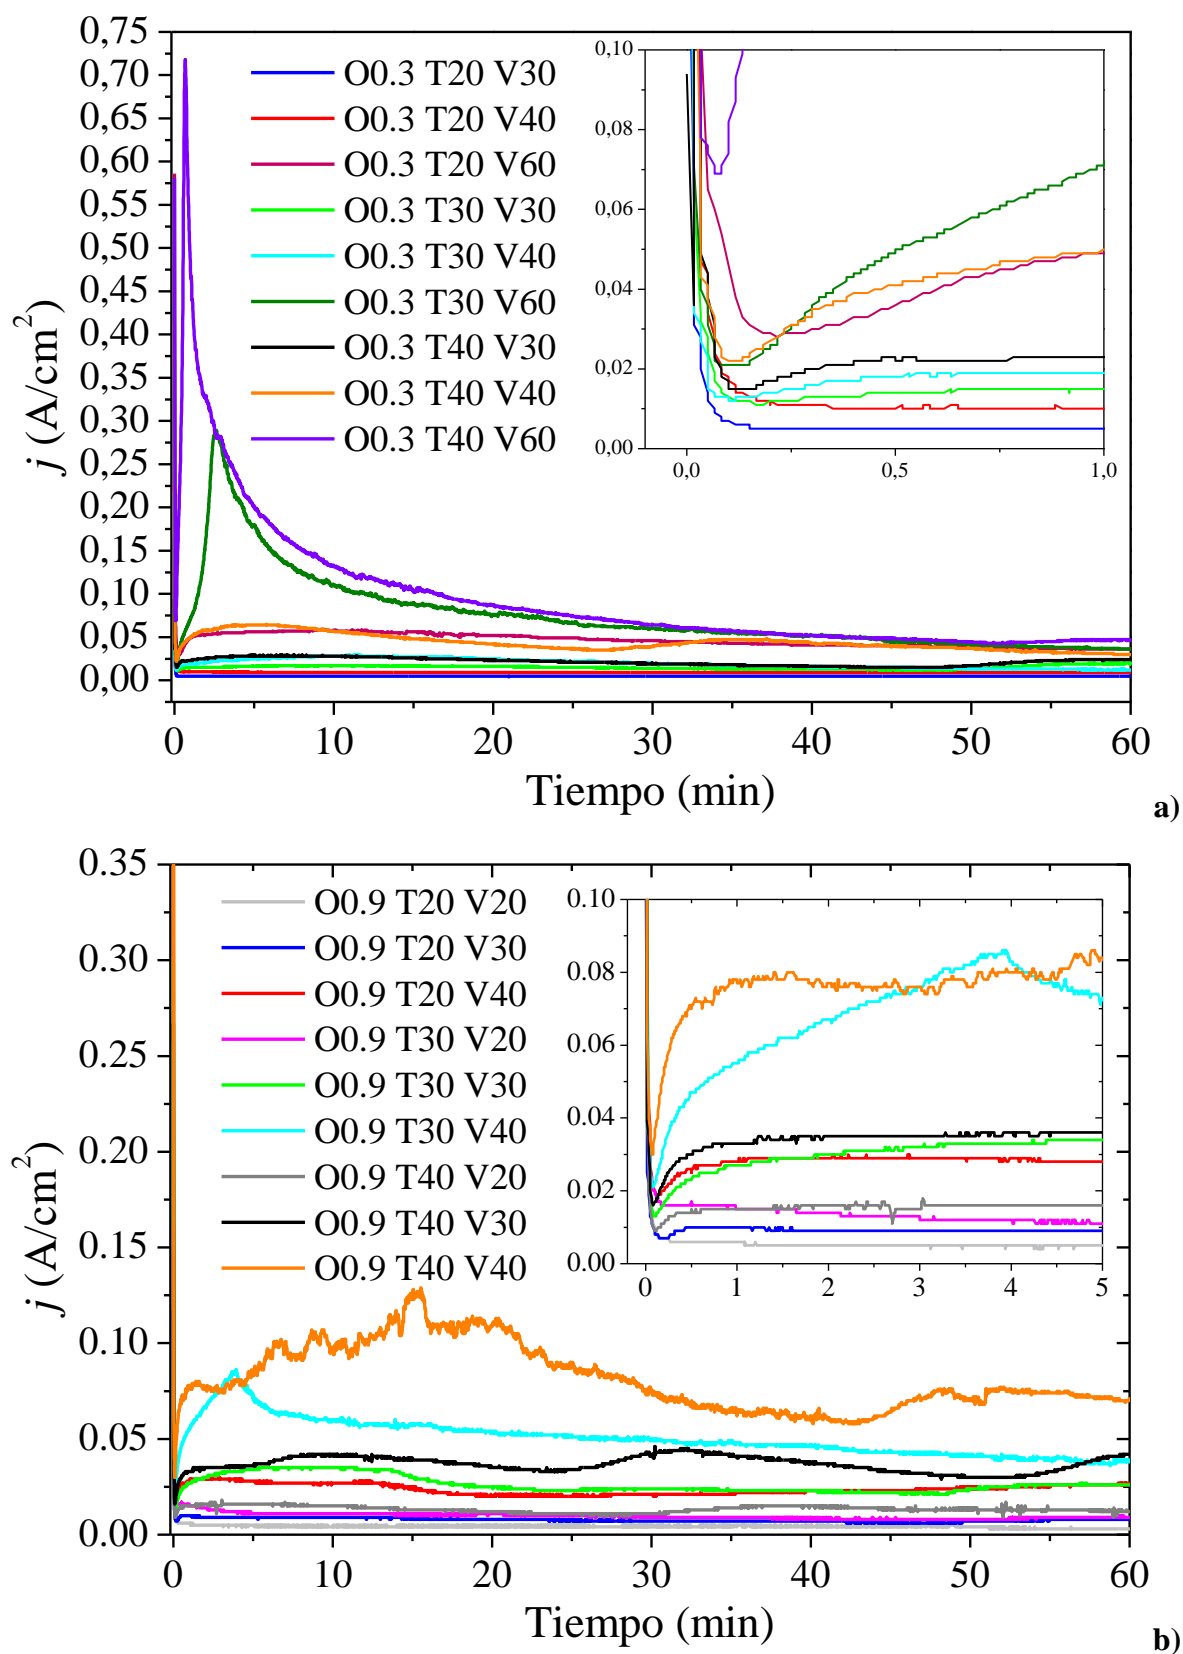 0,75
0,70
0,65
0,60
0,55
0,50
0,45
0,40
0,35
0,30
0,25
0,20
0,15
0,10
0,05
0,00
j (A/cm²)
O0.3 T20 V30
O0.3 T20 V40
O0.3 T20 V60
O0.3 T30 V30
O0.3 T30 V40
O0.3 T30 V60
O0.3 T40 V30
O0.3 T40 V40
O0.3 T40 V60
0,10
0,08
0,06
0,04
0,02
0,00
0,0 0,5 1,0
0 10 20 30 40 50 60
Tiempo (min)
a)
0.35
0.30
0.25
0.20
0.15
0.10
0.05
0.00
j (A/cm²)
O0.9 T20 V20
O0.9 T20 V30
O0.9 T20 V40
O0.9 T30 V20
O0.9 T30 V30
O0.9 T30 V40
O0.9 T40 V20
O0.9 T40 V30
O0.9 T40 V40
0.10
0.08
0.06
0.04
0.02
0.00
0 1 2 3 4 5
0 10 20 30 40 50 60
Tiempo (min)
b)